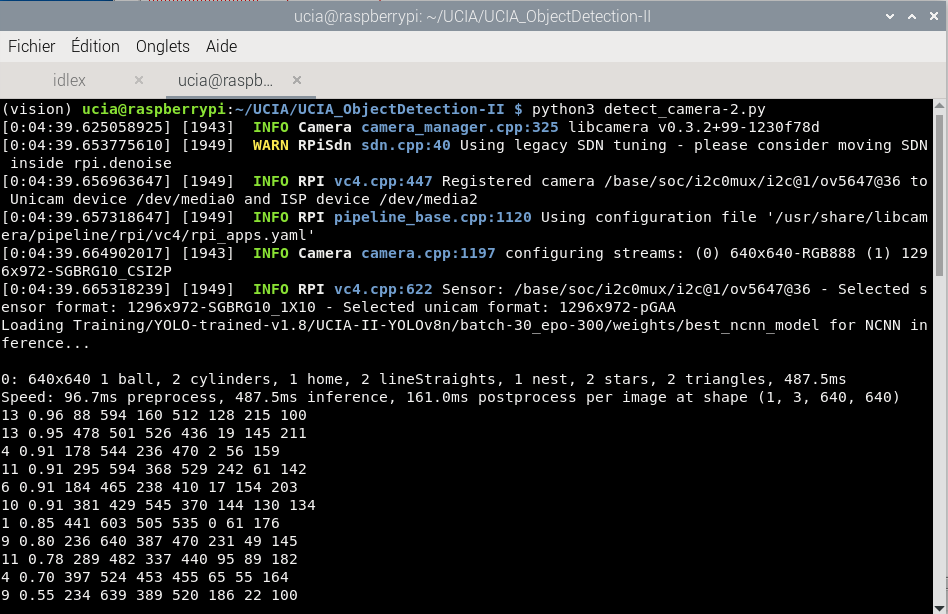 ucia@raspberrypi: ~/UCIA/UCIA_ObjectDetection-II
Fichier Édition Onglets Aide
idlex × ucia@raspb... ×
(vision) ucia@raspberrypi:~/UCIA/UCIA_ObjectDetection-II $ python3 detect_camera-2.py
[0:04:39.625058925] [1943]  INFO Camera camera_manager.cpp:325 libcamera v0.3.2+99-1230f78d
[0:04:39.653775610] [1949]  WARN RPiSdn sdn.cpp:40 Using legacy SDN tuning - please consider moving SDN
 inside rpi.denoise
[0:04:39.656963647] [1949]  INFO RPI vc4.cpp:447 Registered camera /base/soc/i2c0mux/i2c@1/ov5647@36 to
 Unicam device /dev/media0 and ISP device /dev/media2
[0:04:39.657318647] [1949]  INFO RPI pipeline_base.cpp:1120 Using configuration file '/usr/share/libcam
era/pipeline/rpi/vc4/rpi_apps.yaml'
[0:04:39.664902017] [1943]  INFO Camera camera.cpp:1197 configuring streams: (0) 640x640-RGB888 (1) 129
6x972-SGBRG10_CSI2P
[0:04:39.665318239] [1949]  INFO RPI vc4.cpp:622 Sensor: /base/soc/i2c0mux/i2c@1/ov5647@36 - Selected s
ensor format: 1296x972-SGBRG10_1X10 - Selected unicam format: 1296x972-pGAA
Loading Training/YOLO-trained-v1.8/UCIA-II-YOLOv8n/batch-30_epo-300/weights/best_ncnn_model for NCNN in
ference...
0: 640x640 1 ball, 2 cylinders, 1 home, 2 lineStraights, 1 nest, 2 stars, 2 triangles, 487.5ms
Speed: 96.7ms preprocess, 487.5ms inference, 161.0ms postprocess per image at shape (1, 3, 640, 640)
13 0.96 88 594 160 512 128 215 100
13 0.95 478 501 526 436 19 145 211
4 0.91 178 544 236 470 2 56 159
11 0.91 295 594 368 529 242 61 142
6 0.91 184 465 238 410 17 154 203
10 0.91 381 429 545 370 144 130 134
1 0.85 441 603 505 535 0 61 176
9 0.80 236 640 387 470 231 49 145
11 0.78 289 482 337 440 95 89 182
4 0.70 397 524 453 455 65 55 164
9 0.55 234 639 389 520 186 22 100